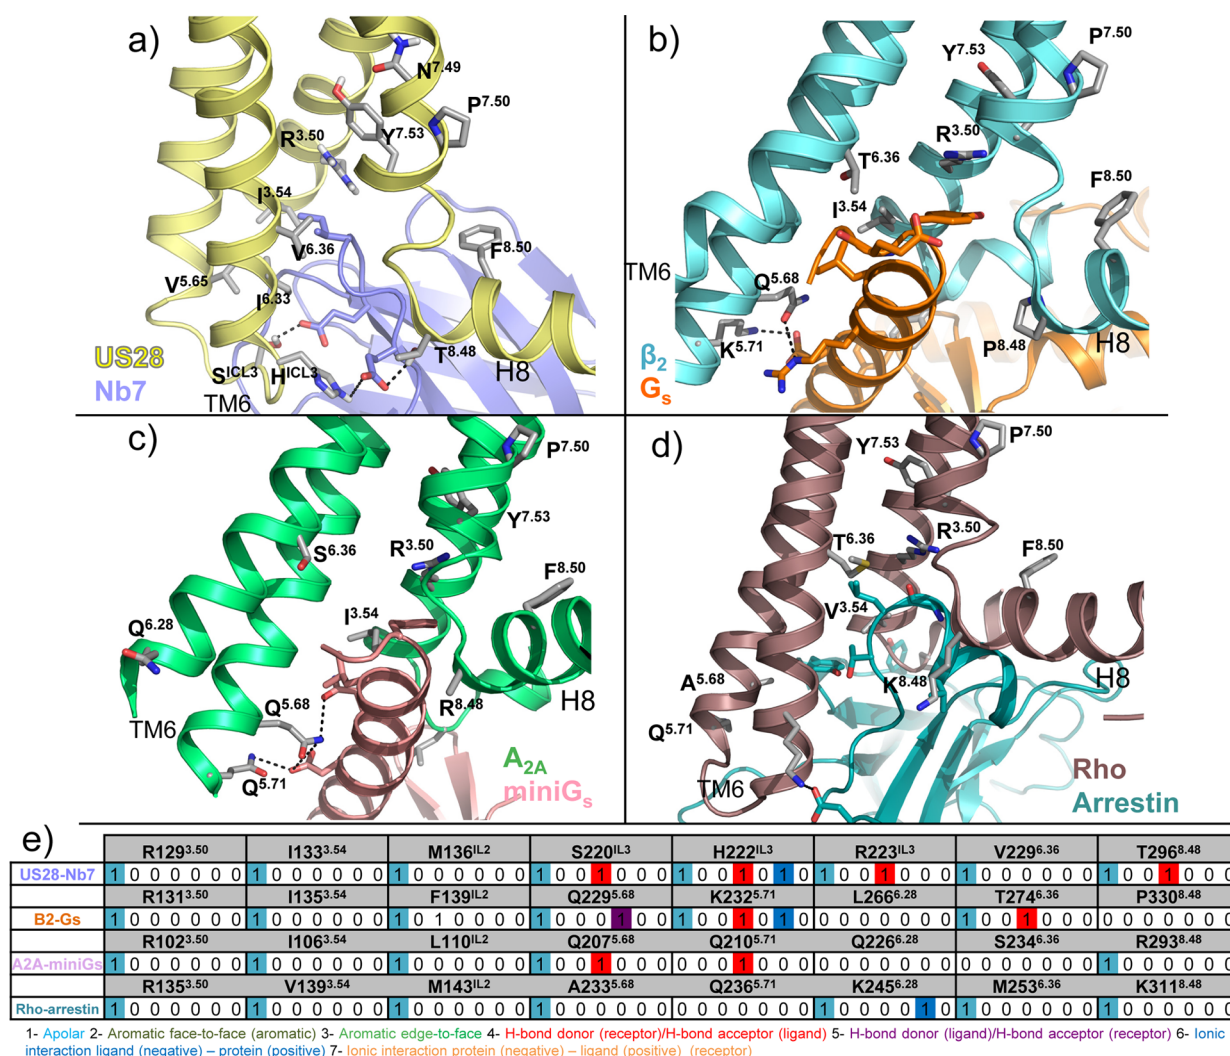 a)
N7.49
P7.50
R3.50
Y7.53
I3.54
V6.36
F8.50
V5.65
I6.33
T8.48
US28
Nb7
SICL3
HICL3
H8
TM6
b)
P7.50
Y7.53
R3.50
T6.36
F8.50
I3.54
TM6
Q5.68
K5.71
P8.48
H8
β2
Gs
c)
P7.50
Y7.53
S6.36
R3.50
F8.50
I3.54
Q6.28
Q5.68
R8.48
H8
TM6
Q5.71
A2A
miniGs
d)
P7.50
Y7.53
R3.50
T6.36
F8.50
V3.54
A5.68
K8.48
H8
Q5.71
TM6
Rho
Arrestin
e)
R1293.50 I1333.54 M136IL2 S220IL3 H222IL3 R223IL3 V2296.36 T2968.48
US28-Nb7 1 0 0 0 0 0 0 1 0 0 0 0 0 0 1 0 0 0 0 0 0 1 0 0 1 0 0 0 1 0 0 1 0 1 0 1 0 0 1 0 0 0 1 0 0 0 0 0 0 1 0 0 1 0 0 0
R1313.50 I1353.54 F139IL2 Q2295.68 K2325.71 L2666.28 T2746.36 P3308.48
B2-Gs 1 0 0 0 0 0 0 1 0 0 0 0 0 0 1 1 0 0 0 0 0 1 0 0 0 1 0 0 1 0 0 1 0 1 0 0 0 0 0 0 0 0 1 0 0 1 0 0 0 0 0 0 0 0 0 0
R1023.50 I1063.54 L110IL2 Q2075.68 Q2105.71 Q2266.28 S2346.36 R2938.48
A2A-miniGs 1 0 0 0 0 0 0 1 0 0 0 0 0 0 1 0 0 0 0 0 0 1 0 0 1 0 0 0 0 0 0 1 0 0 0 0 0 0 0 0 0 0 0 0 0 0 0 0 0 1 0 0 0 0 0 0
R1353.50 V1393.54 M143IL2 A2335.68 Q2365.71 K2456.28 M2536.36 K3118.48
Rho-arrestin 1 0 0 0 0 0 0 1 0 0 0 0 0 0 1 0 0 0 0 0 0 1 0 0 0 0 0 0 0 0 0 0 0 0 0 1 0 0 0 0 1 0 0 0 0 0 0 0 0 1 0 0 0 0 0 0
1- Apolar 2- Aromatic face-to-face (aromatic) 3- Aromatic edge-to-face 4- H-bond donor (receptor)/H-bond acceptor (ligand) 5- H-bond donor (ligand)/H-bond acceptor (receptor) 6- Ionic
interaction ligand (negative) – protein (positive) 7- Ionic interaction protein (negative) – ligand (positive) (receptor)